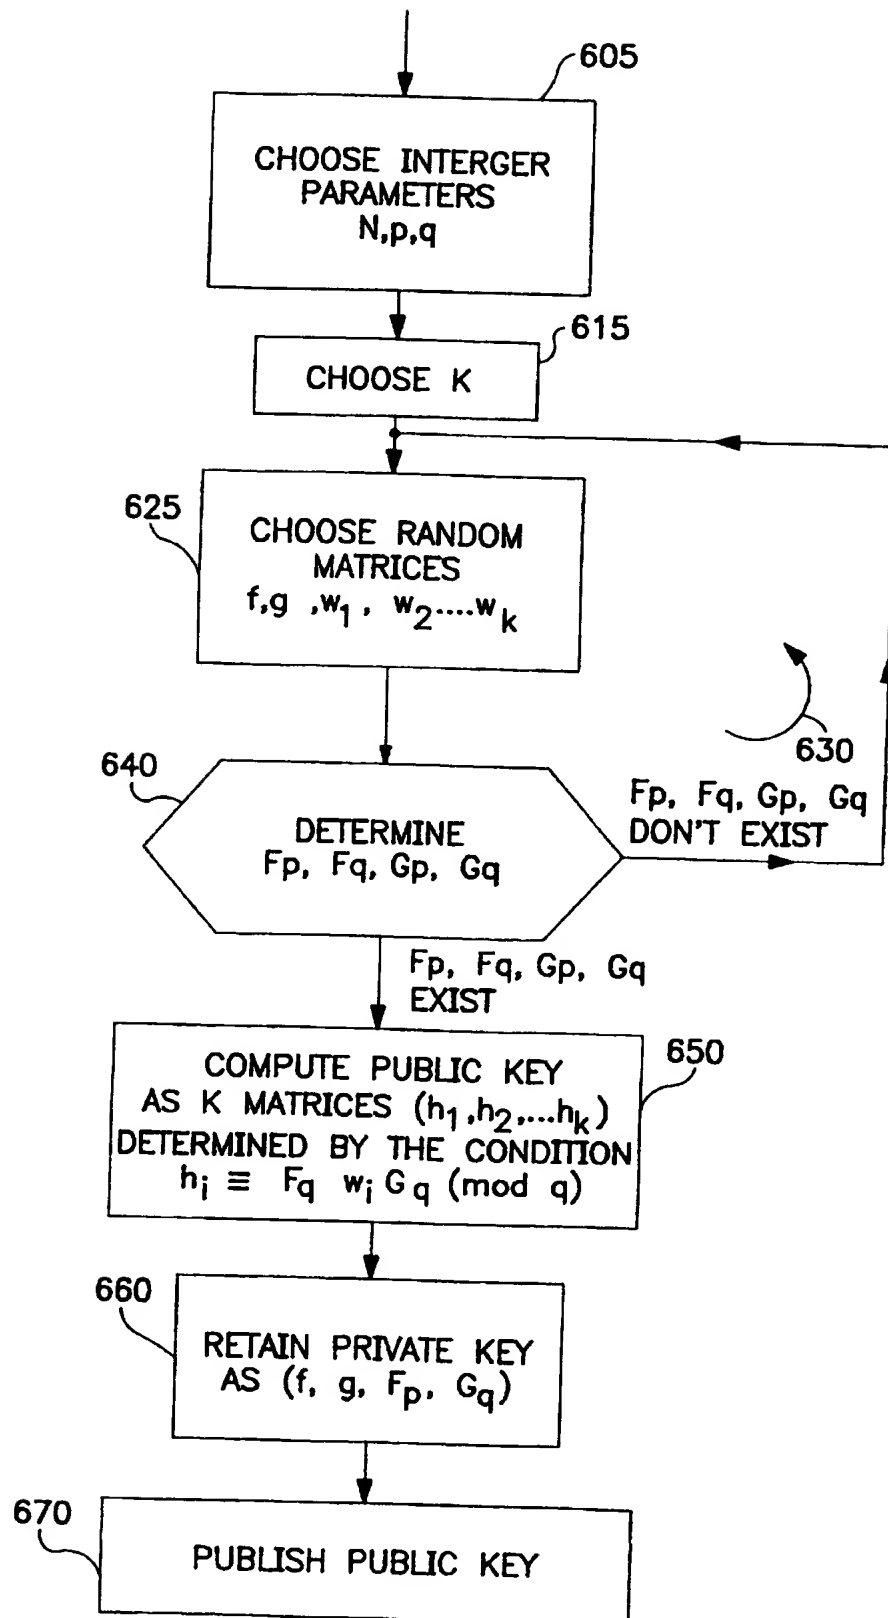 605
CHOOSE INTERGER
PARAMETERS
N,p,q
615
CHOOSE K
625
CHOOSE RANDOM
MATRICES
f,g ,w₁, w₂....wₖ
630
640
DETERMINE
Fp, Fq, Gp, Gq
Fp, Fq, Gp, Gq
DON'T EXIST
Fp, Fq, Gp, Gq
EXIST
650
COMPUTE PUBLIC KEY
AS K MATRICES (h₁,h₂,...hₖ)
DETERMINED BY THE CONDITION
hᵢ ≡ Fq wᵢ Gq (mod q)
660
RETAIN PRIVATE KEY
AS (f, g, Fp, Gq)
670
PUBLISH PUBLIC KEY